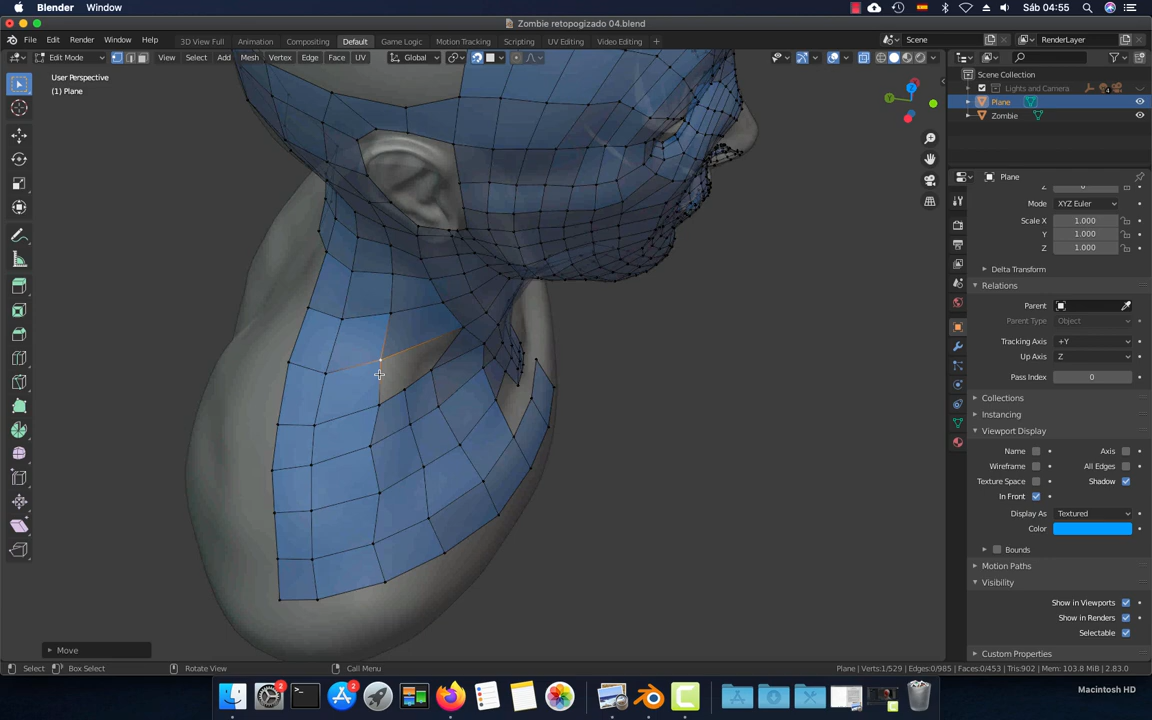 Blender Window
Sáb 04:55
Zombie retopogizado 04.blend
File Edit Render Window Help
3D View Full Animation Compositing Default Game Logic Motion Tracking Scripting UV Editing Video Editing +
Scene RenderLayer
Edit Mode View Select Add Mesh Vertex Edge Face UV Global
User Perspective
(1) Plane
Scene Collection
Lights and Camera 4
Plane
Zombie
Z
X
Y
Plane
Z 0
Mode XYZ Euler
Scale X 1.000
Y 1.000
Z 1.000
Delta Transform
Relations
Parent
Parent Type Object
Tracking Axis +Y
Up Axis Z
Pass Index 0
Collections
Instancing
Viewport Display
Name Axis
Wireframe All Edges
Texture Space Shadow
In Front
Display As Textured
Color
Bounds
Motion Paths
Visibility
Show in Viewports
Show in Renders
Selectable
Custom Properties
Move
Select Box Select Rotate View Call Menu
Plane | Verts:1/529 | Edges:0/985 | Faces:0/453 | Tris:902 | Mem: 103.8 MiB | 2.83.0
2 2
Macintosh HD